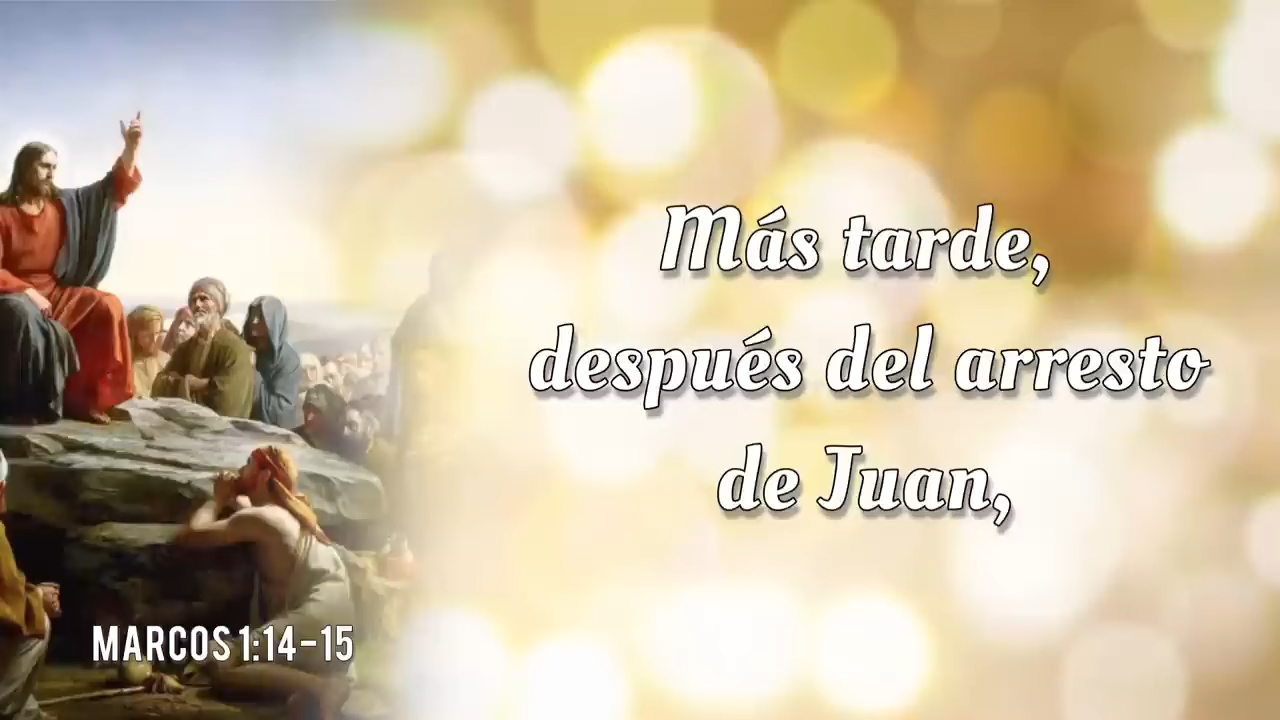 Más tarde,
después del arresto
de Juan,
MARCOS 1:14-15